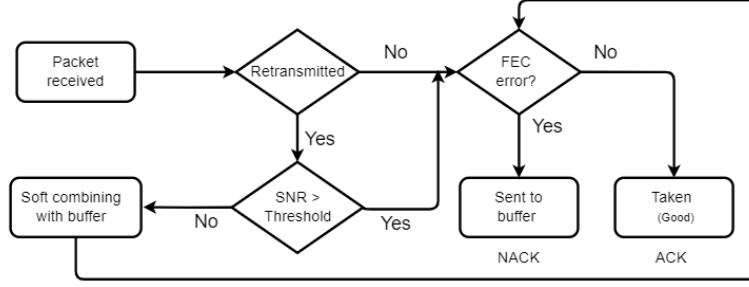 Packet
received
Retransmitted
No
FEC
error?
No
Yes
Yes
Soft combining
with buffer
No
SNR >
Threshold
Yes
Sent to
buffer
Taken
(Good)
NACK
ACK